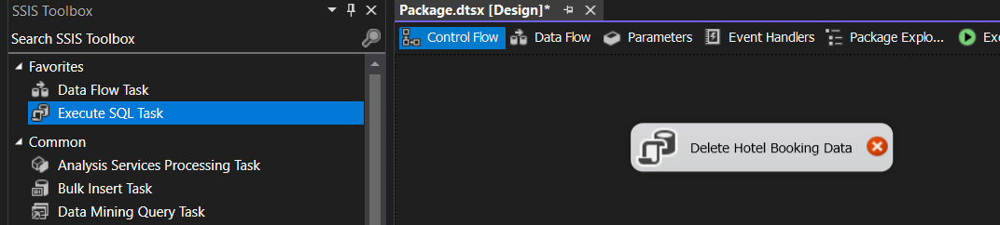 SSIS Toolbox
Search SSIS Toolbox
Favorites
Data Flow Task
Execute SQL Task
Common
Analysis Services Processing Task
Bulk Insert Task
Data Mining Query Task
Package.dtsx [Design]*
Control Flow Data Flow Parameters Event Handlers Package Explo... Exe
Delete Hotel Booking Data